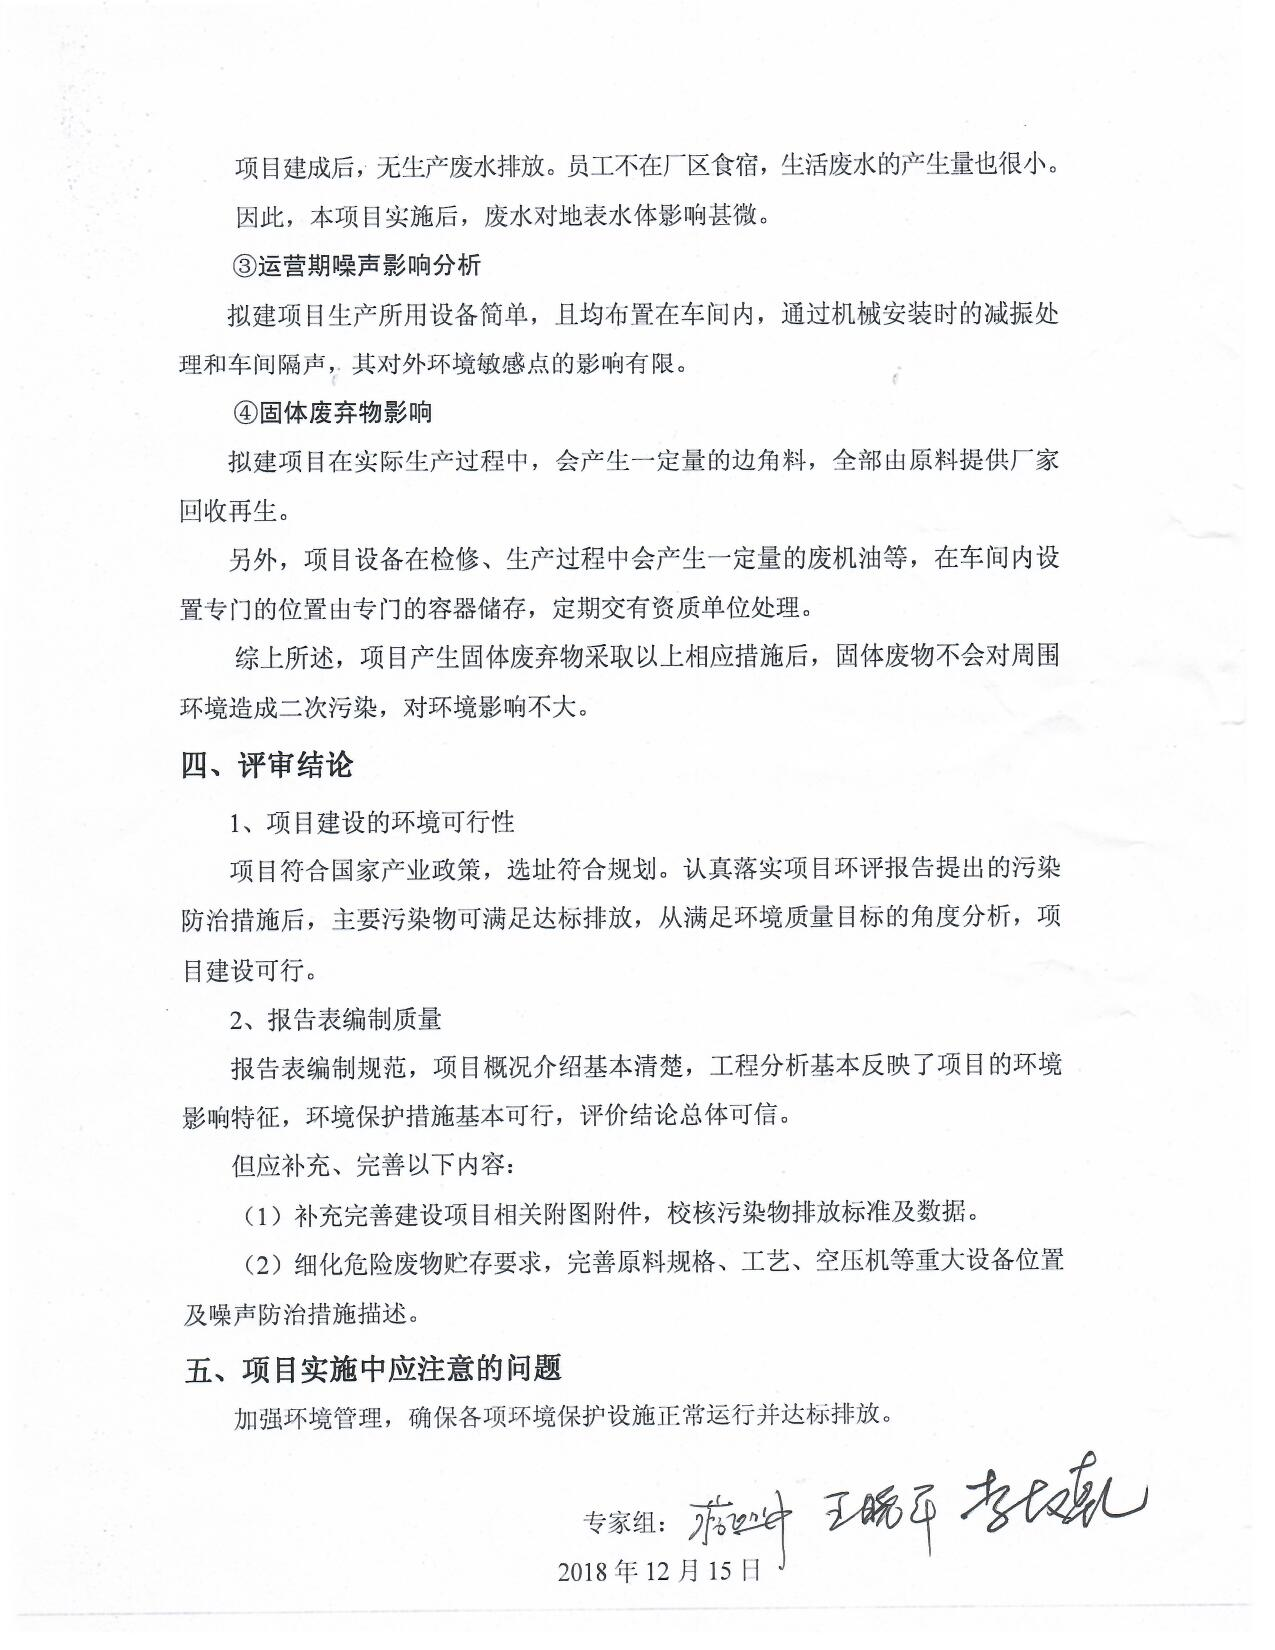 项目建成后，无生产废水排放。员工不在厂区食宿，生活废水的产生量也很小。
因此，本项目实施后，废水对地表水体影响甚微。
③运营期噪声影响分析
拟建项目生产所用设备简单，且均布置在车间内，通过机械安装时的减振处
理和车间隔声，其对外环境敏感点的影响有限。
④固体废弃物影响
拟建项目在实际生产过程中，会产生一定量的边角料，全部由原料提供厂家
回收再生。
另外，项目设备在检修、生产过程中会产生一定量的废机油等，在车间内设
置专门的位置由专门的容器储存，定期交有资质单位处理。
综上所述，项目产生固体废弃物采取以上相应措施后，固体废物不会对周围
环境造成二次污染，对环境影响不大。
四、评审结论
1、项目建设的环境可行性
项目符合国家产业政策，选址符合规划。认真落实项目环评报告提出的污染
防治措施后，主要污染物可满足达标排放，从满足环境质量目标的角度分析，项
目建设可行。
2、报告表编制质量
报告表编制规范，项目概况介绍基本清楚，工程分析基本反映了项目的环境
影响特征，环境保护措施基本可行，评价结论总体可信。
但应补充、完善以下内容：
（1）补充完善建设项目相关附图附件，校核污染物排放标准及数据。
（2）细化危险废物贮存要求，完善原料规格、工艺、空压机等重大设备位置
及噪声防治措施描述。
五、项目实施中应注意的问题
加强环境管理，确保各项环境保护设施正常运行并达标排放。
专家组： 王晓平
2018 年 12 月 15 日